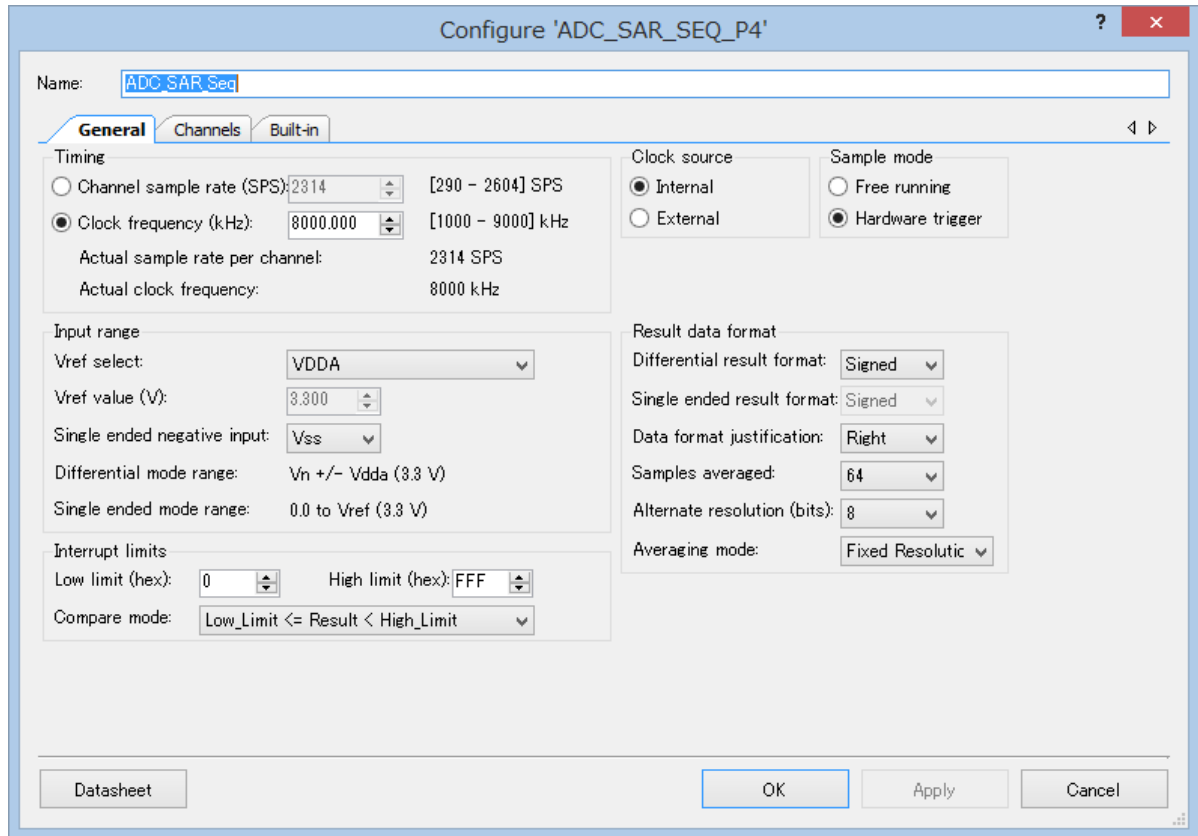 Configure 'ADC_SAR_SEQ_P4'
? ×
Name: ADC_SAR_Seq
General Channels Built-in
Timing
Channel sample rate (SPS): 2314 [290 - 2604] SPS
Clock frequency (kHz): 8000.000 [1000 - 9000] kHz
Actual sample rate per channel: 2314 SPS
Actual clock frequency: 8000 kHz
Clock source
Internal
External
Sample mode
Free running
Hardware trigger
Input range
Vref select: VDDA
Vref value (V): 3.300
Single ended negative input: Vss
Differential mode range: Vn +/- Vdda (3.3 V)
Single ended mode range: 0.0 to Vref (3.3 V)
Result data format
Differential result format: Signed
Single ended result format: Signed
Data format justification: Right
Samples averaged: 64
Alternate resolution (bits): 8
Averaging mode: Fixed Resolutic
Interrupt limits
Low limit (hex): 0 High limit (hex): FFF
Compare mode: Low_Limit <= Result < High_Limit
Datasheet OK Apply Cancel